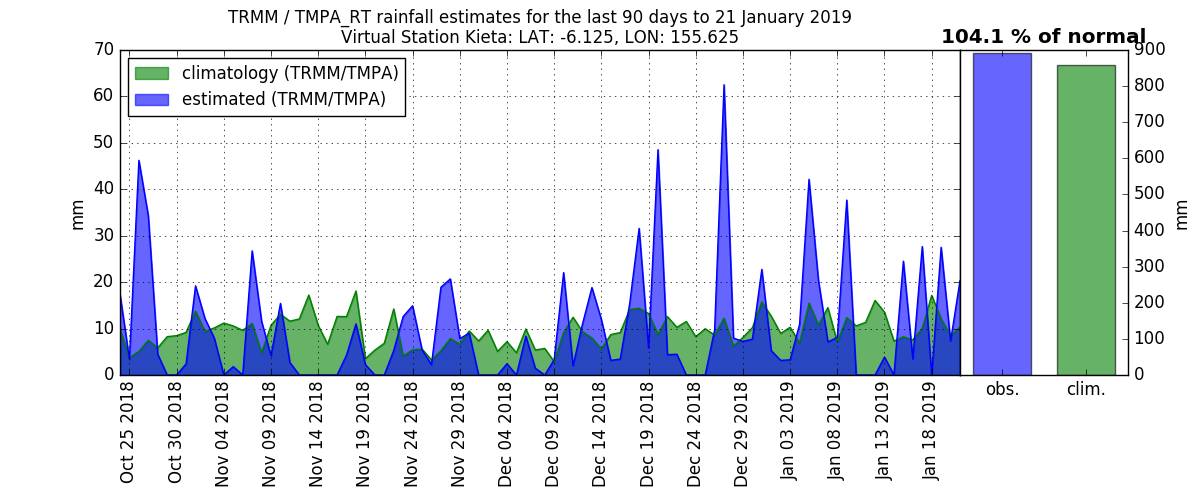 TRMM / TMPA_RT rainfall estimates for the last 90 days to 21 January 2019
Virtual Station Kieta: LAT: -6.125, LON: 155.625
104.1 % of normal
climatology (TRMM/TMPA)
estimated (TRMM/TMPA)
mm
70
60
50
40
30
20
10
0
Oct 25 2018
Oct 30 2018
Nov 04 2018
Nov 09 2018
Nov 14 2018
Nov 19 2018
Nov 24 2018
Nov 29 2018
Dec 04 2018
Dec 09 2018
Dec 14 2018
Dec 19 2018
Dec 24 2018
Dec 29 2018
Jan 03 2019
Jan 08 2019
Jan 13 2019
Jan 18 2019
obs.
clim.
900
800
700
600
500
400
300
200
100
0
mm